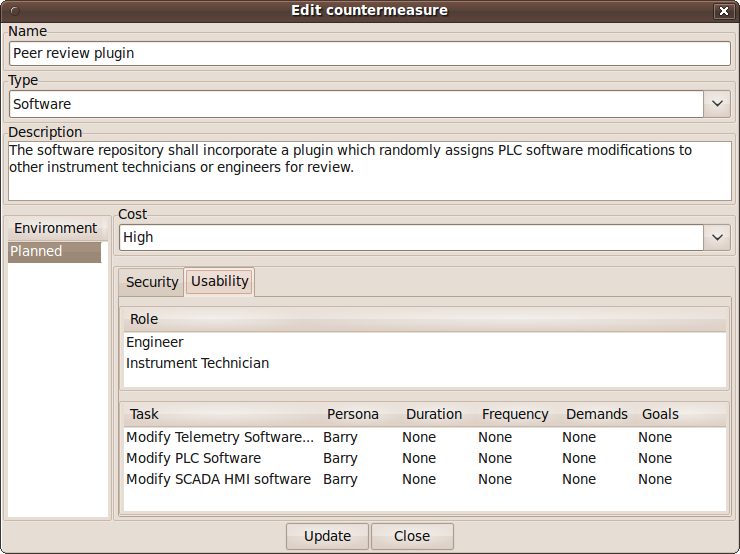 Edit countermeasure
Name
Peer review plugin
Type
Software
Description
The software repository shall incorporate a plugin which randomly assigns PLC software modifications to
other instrument technicians or engineers for review.
Environment
Planned
Cost
High
Security Usability
Role
Engineer
Instrument Technician
Task Persona Duration Frequency Demands Goals
Modify Telemetry Software... Barry None None None None
Modify PLC Software Barry None None None None
Modify SCADA HMI software Barry None None None None
Update Close